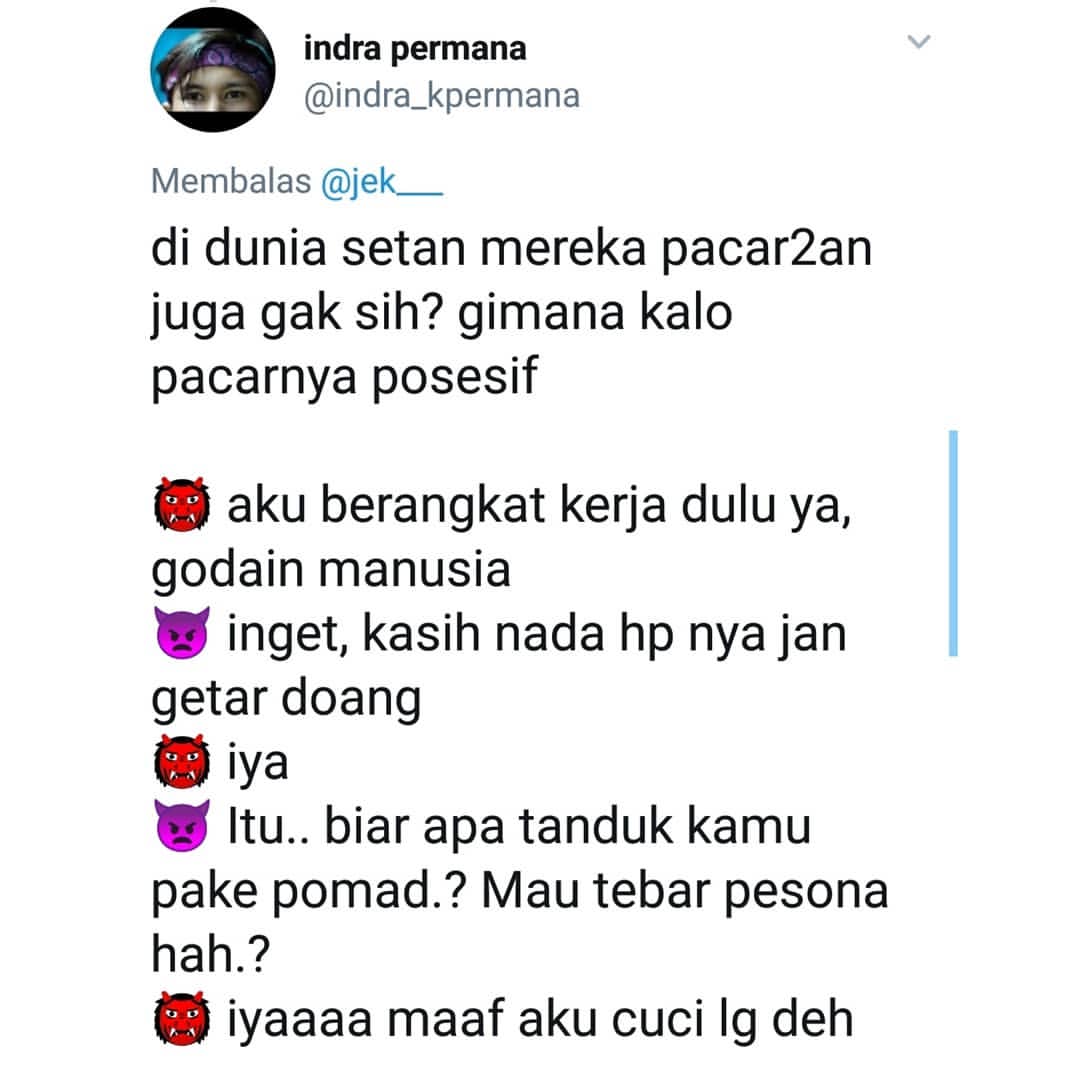 indra permana
@indra_kpermana
Membalas @jek___
di dunia setan mereka pacar2an
juga gak sih? gimana kalo
pacarnya posesif
👹 aku berangkat kerja dulu ya,
godain manusia
👿 inget, kasih nada hp nya jan
getar doang
👹 iya
👿 Itu.. biar apa tanduk kamu
pake pomad.? Mau tebar pesona
hah.?
👹 iyaaaa maaf aku cuci lg deh